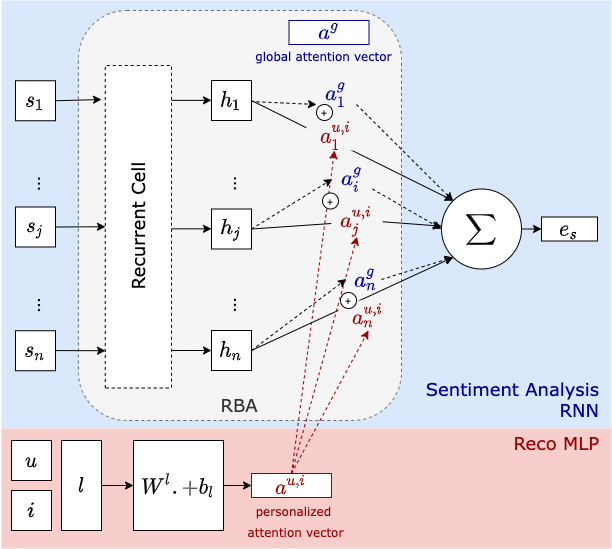 a^g
global attention vector
s_1
h_1
a_1^g
+
a_1^{u,i}
⋮
⋮
Recurrent Cell
a_i^g
+
s_j
h_j
a_j^{u,i}
∑
e_s
⋮
⋮
a_n^g
+
a_n^{u,i}
s_n
h_n
RBA
Sentiment Analysis
RNN
Reco MLP
u
i
l
W^l. +b_l
a^{u,i}
personalized
attention vector